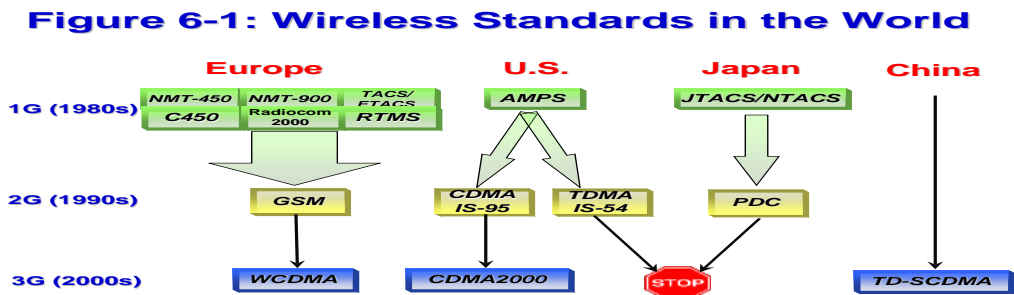 Figure 6-1: Wireless Standards in the World
Europe
U.S.
Japan
China
1G (1980s)
NMT-450
NMT-900
TACS/
ETACS
C450
Radiocom
2000
RTMS
AMPS
JTACS/NTACS
2G (1990s)
GSM
CDMA
IS-95
TDMA
IS-54
PDC
3G (2000s)
WCDMA
CDMA2000
STOP
TD-SCDMA